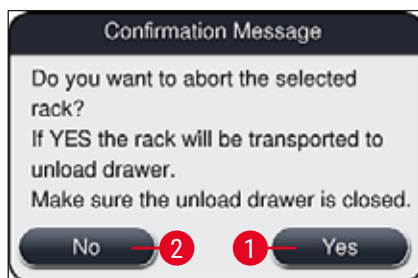 Confirmation Message
Do you want to abort the selected
rack?
If YES the rack will be transported to
unload drawer.
Make sure the unload drawer is closed.
No 2 1 Yes